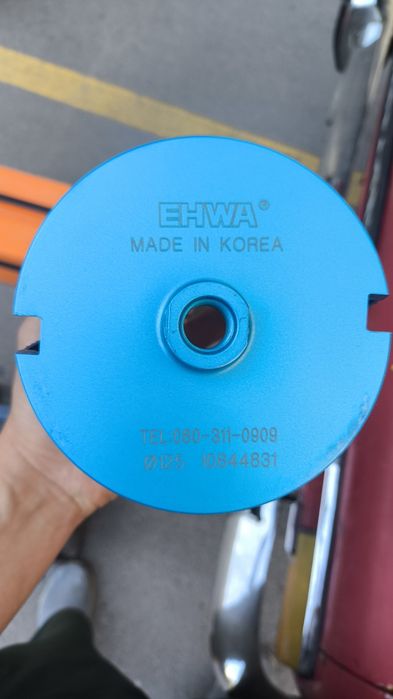 EHWA®
MADE IN KOREA
TEL:080-311-0909
Ø125 10644831